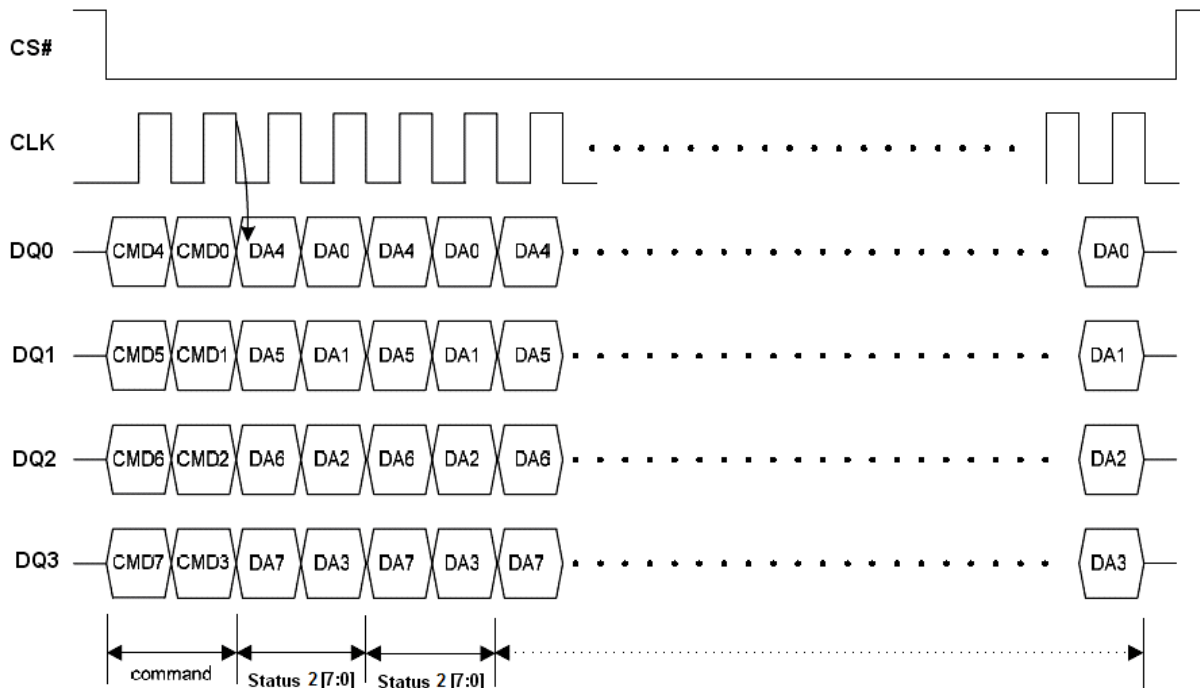 CS#
CLK
DQ0 CMD4 CMD0 DA4 DA0 DA4 DA0 DA4 DA0
DQ1 CMD5 CMD1 DA5 DA1 DA5 DA1 DA5 DA1
DQ2 CMD6 CMD2 DA6 DA2 DA6 DA2 DA6 DA2
DQ3 CMD7 CMD3 DA7 DA3 DA7 DA3 DA7 DA3
command Status 2 [7:0] Status 2 [7:0]